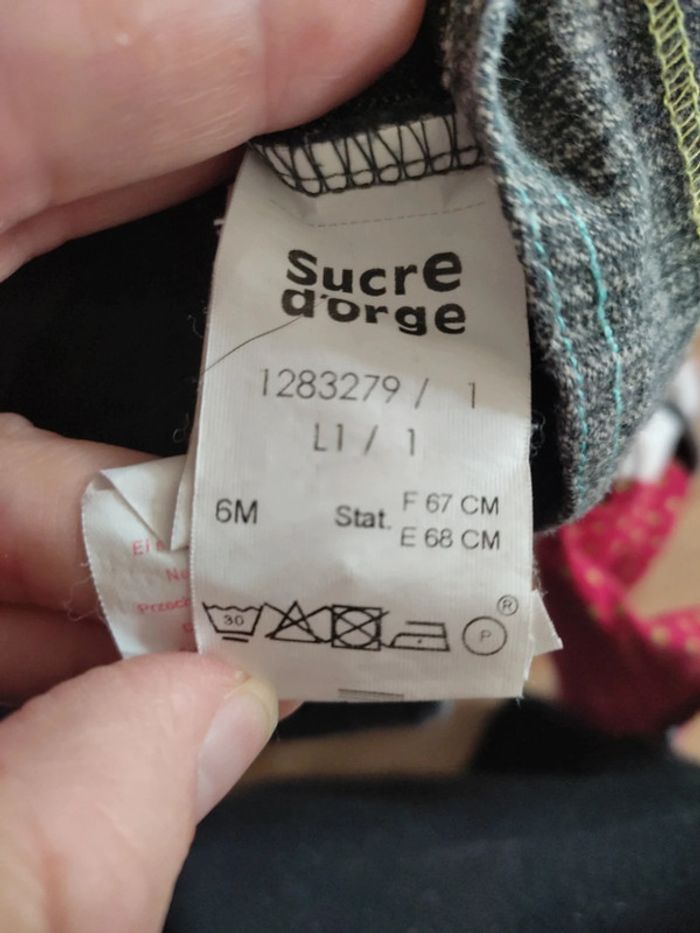 Sucre
d'orge
1283279 / 1
L1 / 1
6M Stat. F 67 CM
E 68 CM
30 P ®